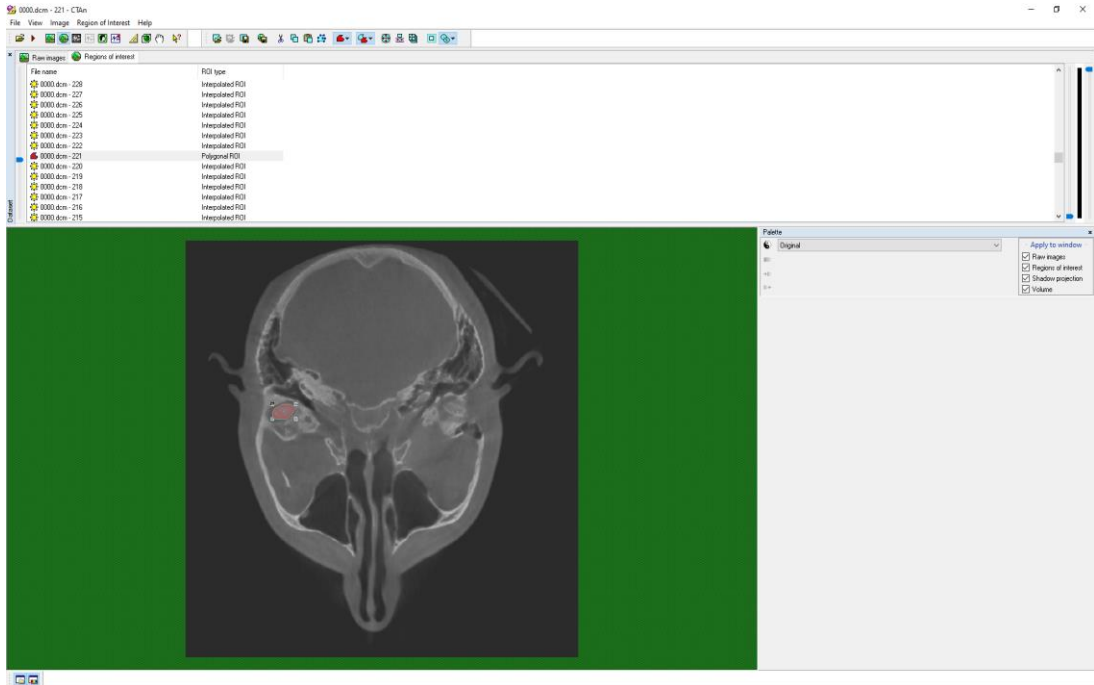 0000.dcm - 221 - CTAn
File View Image Region of Interest Help
Raw images Regions of interest
File name ROI type
0000.dcm - 228 Interpolated ROI
0000.dcm - 227 Interpolated ROI
0000.dcm - 226 Interpolated ROI
0000.dcm - 225 Interpolated ROI
0000.dcm - 224 Interpolated ROI
0000.dcm - 223 Interpolated ROI
0000.dcm - 222 Interpolated ROI
0000.dcm - 221 Polygonal ROI
0000.dcm - 220 Interpolated ROI
0000.dcm - 219 Interpolated ROI
0000.dcm - 218 Interpolated ROI
0000.dcm - 217 Interpolated ROI
0000.dcm - 216 Interpolated ROI
0000.dcm - 215 Interpolated ROI
Dataset
Palette
Original
Apply to window
Raw images
Regions of interest
Shadow projection
Volume